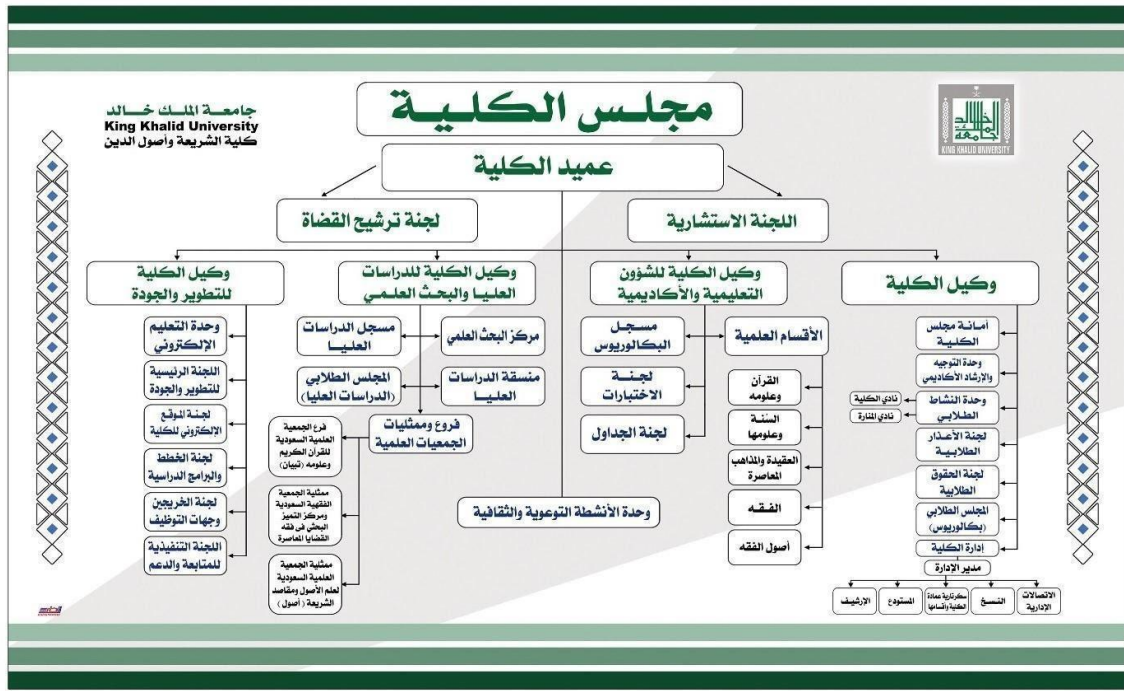 مجلس الكلية
جامعة الملك خالد
King Khalid University
كلية الشريعة وأصول الدين
KING KHALID UNIVERSITY
عميد الكلية
اللجنة الاستشارية
لجنة ترشيح القضاة
وكيل الكلية
أمانة مجلس
الكلية
وحدة التوجيه
والإرشاد الأكاديمي
وحدة النشاط
الطلابي
نادي الكلية
نادي المنارة
لجنة الأعذار
الطلابية
لجنة الحقوق
الطلابية
المجلس الطلابي
(بكالوريوس)
إدارة الكلية
مدير الإدارة
الاتصالات
الإدارية
سكرتارية عمادة
الكلية وأقسامها
النسخ
المستودع
الإرشيف
وكيل الكلية للشؤون
التعليمية والأكاديمية
الأقسام العلمية
القرآن
وعلومه
السنة
وعلومها
العقيدة والمذاهب
المعاصرة
الفقه
أصول الفقه
مسجل
البكالوريوس
لجنة
الاختبارات
لجنة الجداول
وكيل الكلية للدراسات
العليا والبحث العلمي
مركز البحث العلمي
مسجل الدراسات
العليا
منسقة الدراسات
العليا
المجلس الطلابي
(الدراسات العليا)
فروع وممثليات
الجمعيات العلمية
فرع الجمعية
العلمية السعودية
للقرآن الكريم
وعلومه (تبيان)
ممثلية الجمعية
الفقهية السعودية
ومركز التميز
البحثي في فقه
القضايا المعاصرة
ممثلية الجمعية
العلمية السعودية
لعلم الأصول ومقاصد
الشريعة (أصول)
وكيل الكلية
للتطوير والجودة
وحدة التعليم
الإلكتروني
اللجنة الرئيسية
للتطوير والجودة
لجنة الموقع
الإلكتروني للكلية
لجنة الخطط
والبرامج الدراسية
لجنة الخريجين
وجهات التوظيف
اللجنة التنفيذية
للمتابعة والدعم
وحدة الأنشطة التوعوية والثقافية